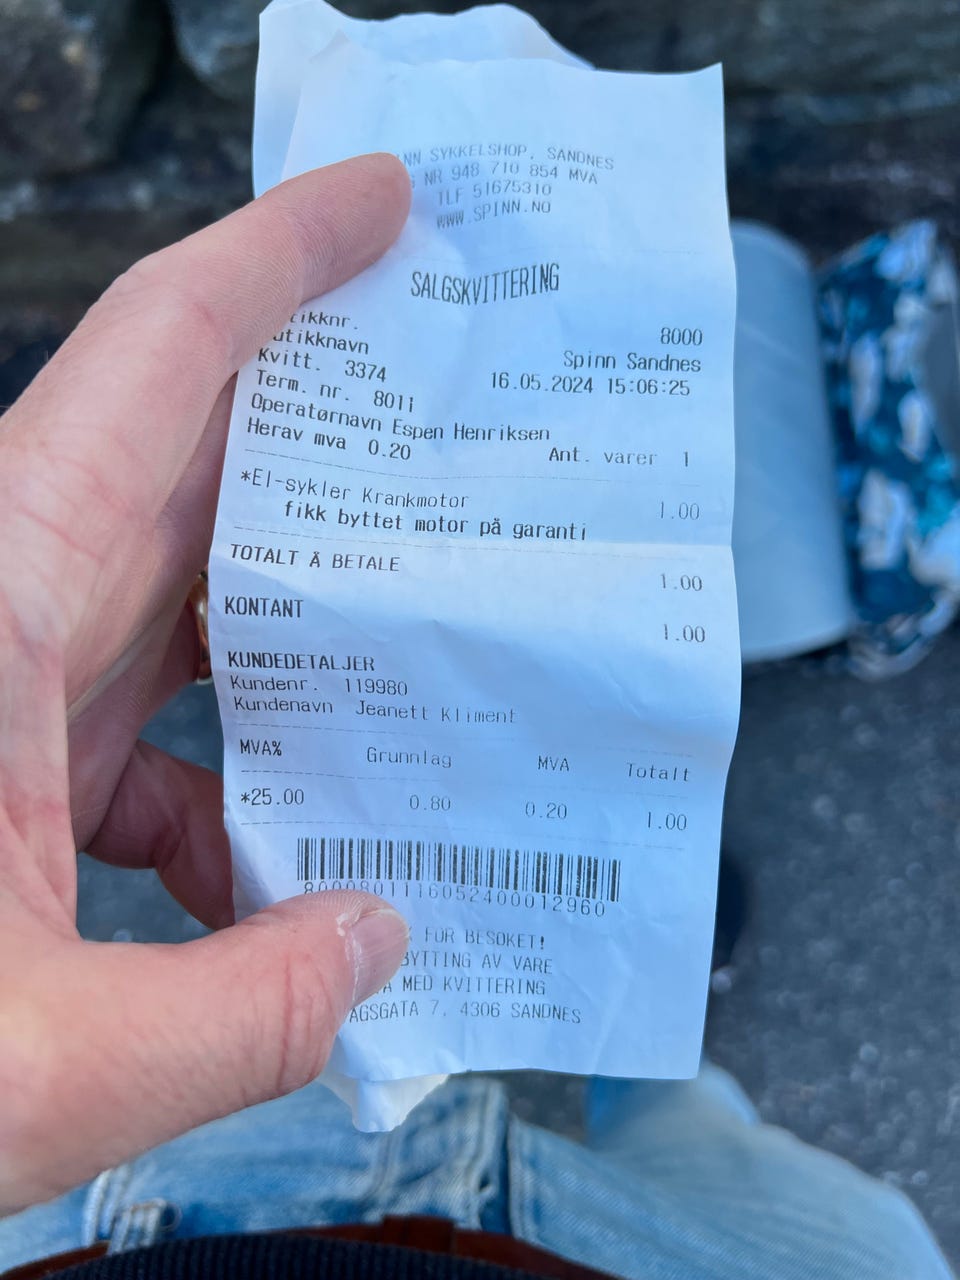 SYKKELSHOP, SANDNES
NR 948 710 854 MVA
TLF 51675310
WWW.SPINN.NO
SALGSKVITTERING
8000
Spinn Sandnes
Kvitt. 3374 16.05.2024 15:06:25
Term. nr. 8011
Operatørnavn Espen Henriksen
Herav mva 0.20 Ant. varer 1
*El-sykler Krankmotor 1.00
fikk byttet motor på garanti
TOTALT Å BETALE 1.00
KONTANT 1.00
KUNDEDETALJER
Kundenr. 119980
Kundenavn Jeanett Kliment
MVA% Grunnlag MVA Totalt
*25.00 0.80 0.20 1.00
8000801116052400012960
FOR BESØKET!
AV VARE
MED KVITTERING
7, 4306 SANDNES